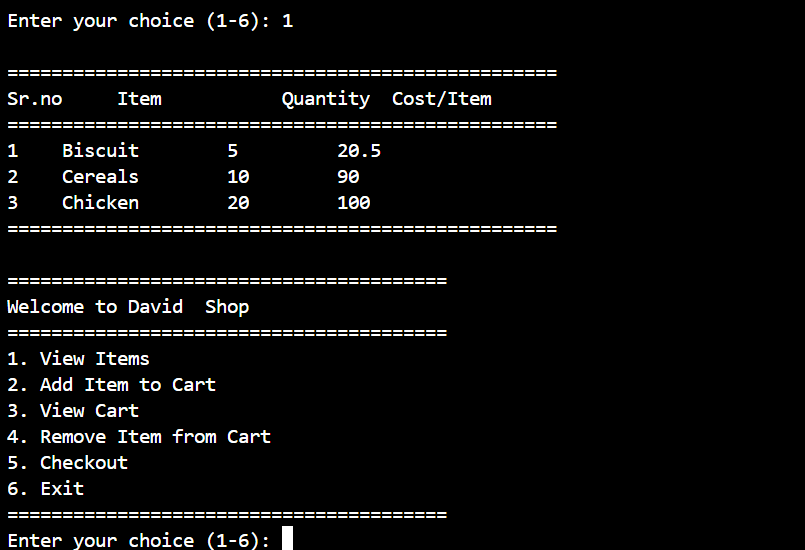 Enter your choice (1-6): 1
==================================================
Sr.no     Item           Quantity  Cost/Item
==================================================
1    Biscuit        5         20.5
2    Cereals        10        90
3    Chicken        20        100
==================================================
========================================
Welcome to David  Shop
========================================
1. View Items
2. Add Item to Cart
3. View Cart
4. Remove Item from Cart
5. Checkout
6. Exit
========================================
Enter your choice (1-6):